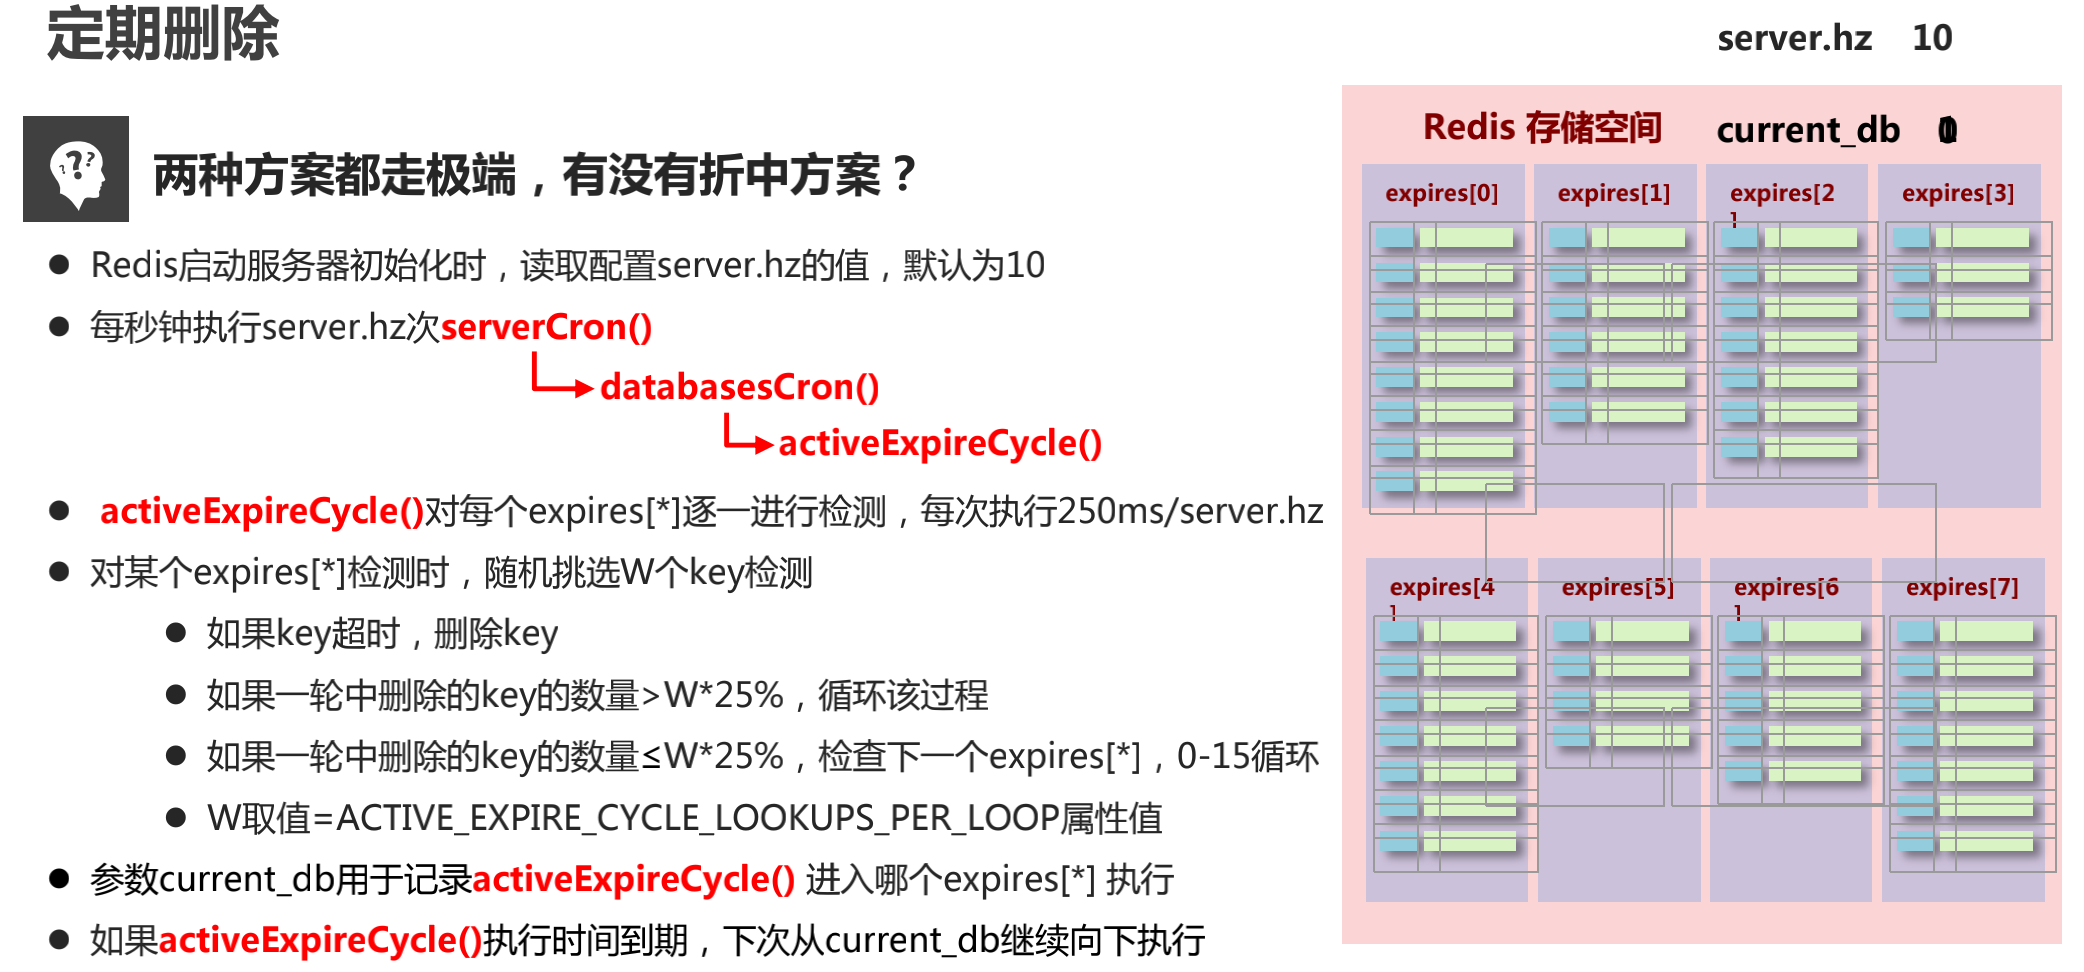 定期删除
server.hz 10
两种方案都走极端，有没有折中方案？
Redis启动服务器初始化时，读取配置server.hz的值，默认为10
每秒钟执行server.hz次serverCron()
databasesCron()
activeExpireCycle()
activeExpireCycle()对每个expires[*]逐一进行检测，每次执行250ms/server.hz
对某个expires[*]检测时，随机挑选W个key检测
如果key超时，删除key
如果一轮中删除的key的数量>W*25%，循环该过程
如果一轮中删除的key的数量≤W*25%，检查下一个expires[*]，0-15循环
W取值=ACTIVE_EXPIRE_CYCLE_LOOKUPS_PER_LOOP属性值
参数current_db用于记录activeExpireCycle() 进入哪个expires[*] 执行
如果activeExpireCycle()执行时间到期，下次从current_db继续向下执行
Redis 存储空间
current_db
expires[0]
expires[1]
expires[2
]
expires[3]
expires[4
]
expires[5]
expires[6
]
expires[7]